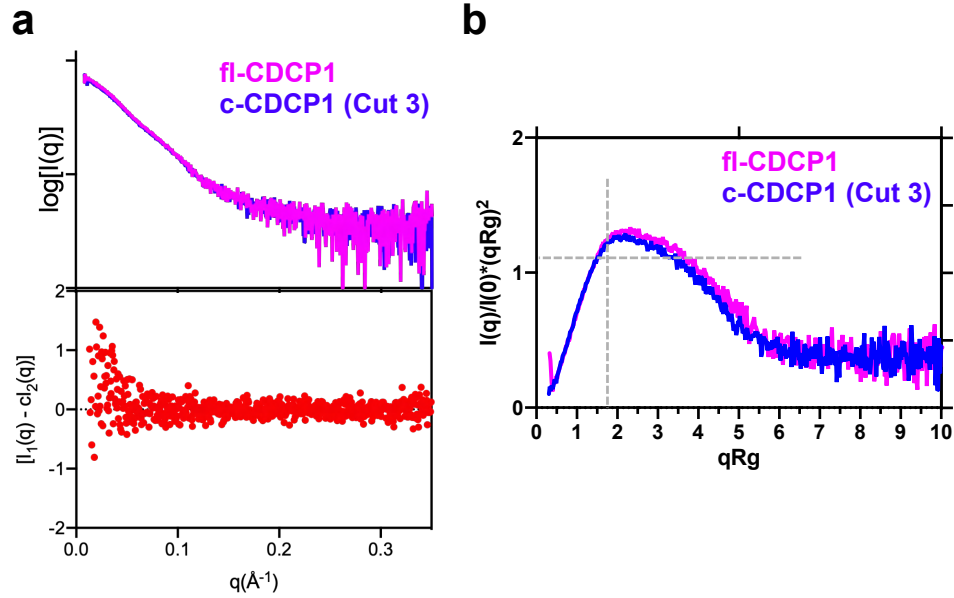 a
fl-CDCP1
c-CDCP1 (Cut 3)
log[I(q)]
2
1
0
-1
-2
[I₁(q) - cI₂(q)]
0.0 0.1 0.2 0.3
q(Å⁻¹)
b
fl-CDCP1
c-CDCP1 (Cut 3)
2
1
0
I(q)/I(0)*(qRg)²
0 1 2 3 4 5 6 7 8 9 10
qRg